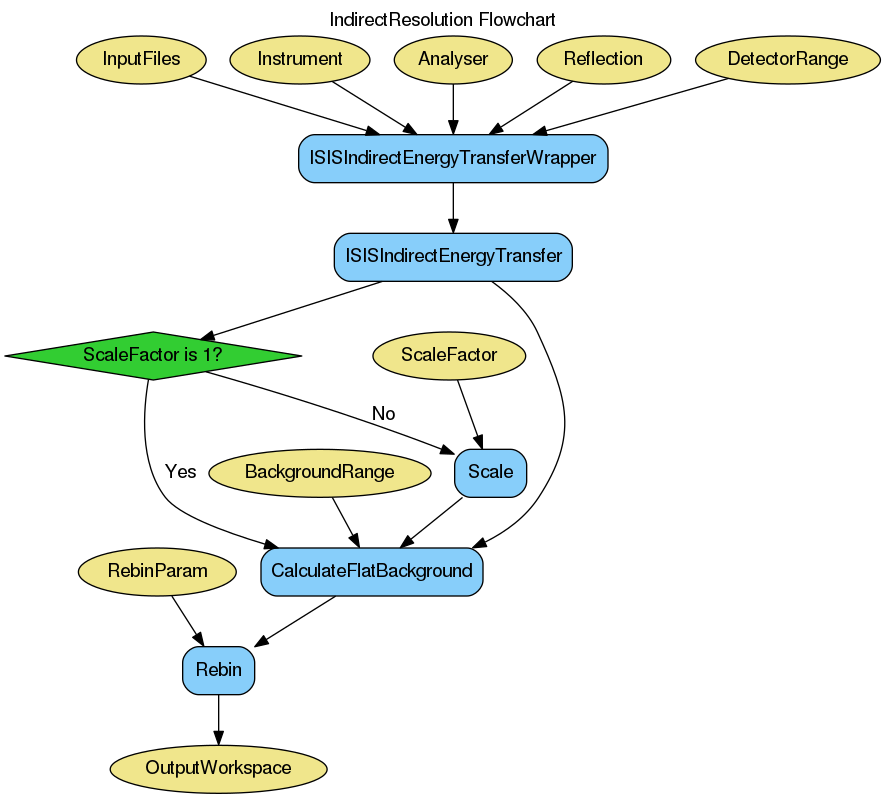 IndirectResolution Flowchart
InputFiles
Instrument
Analyser
Reflection
DetectorRange
ISISIndirectEnergyTransferWrapper
ISISIndirectEnergyTransfer
ScaleFactor is 1?
ScaleFactor
No
Yes
BackgroundRange
Scale
RebinParam
CalculateFlatBackground
Rebin
OutputWorkspace